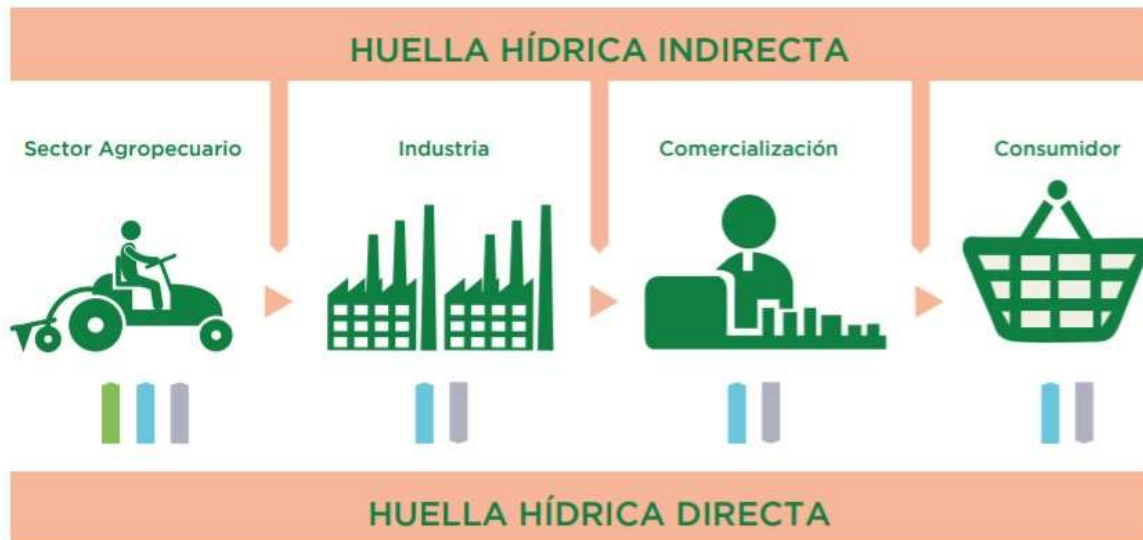 HUELLA HÍDRICA INDIRECTA
Sector Agropecuario
Industria
Comercialización
Consumidor
HUELLA HÍDRICA DIRECTA